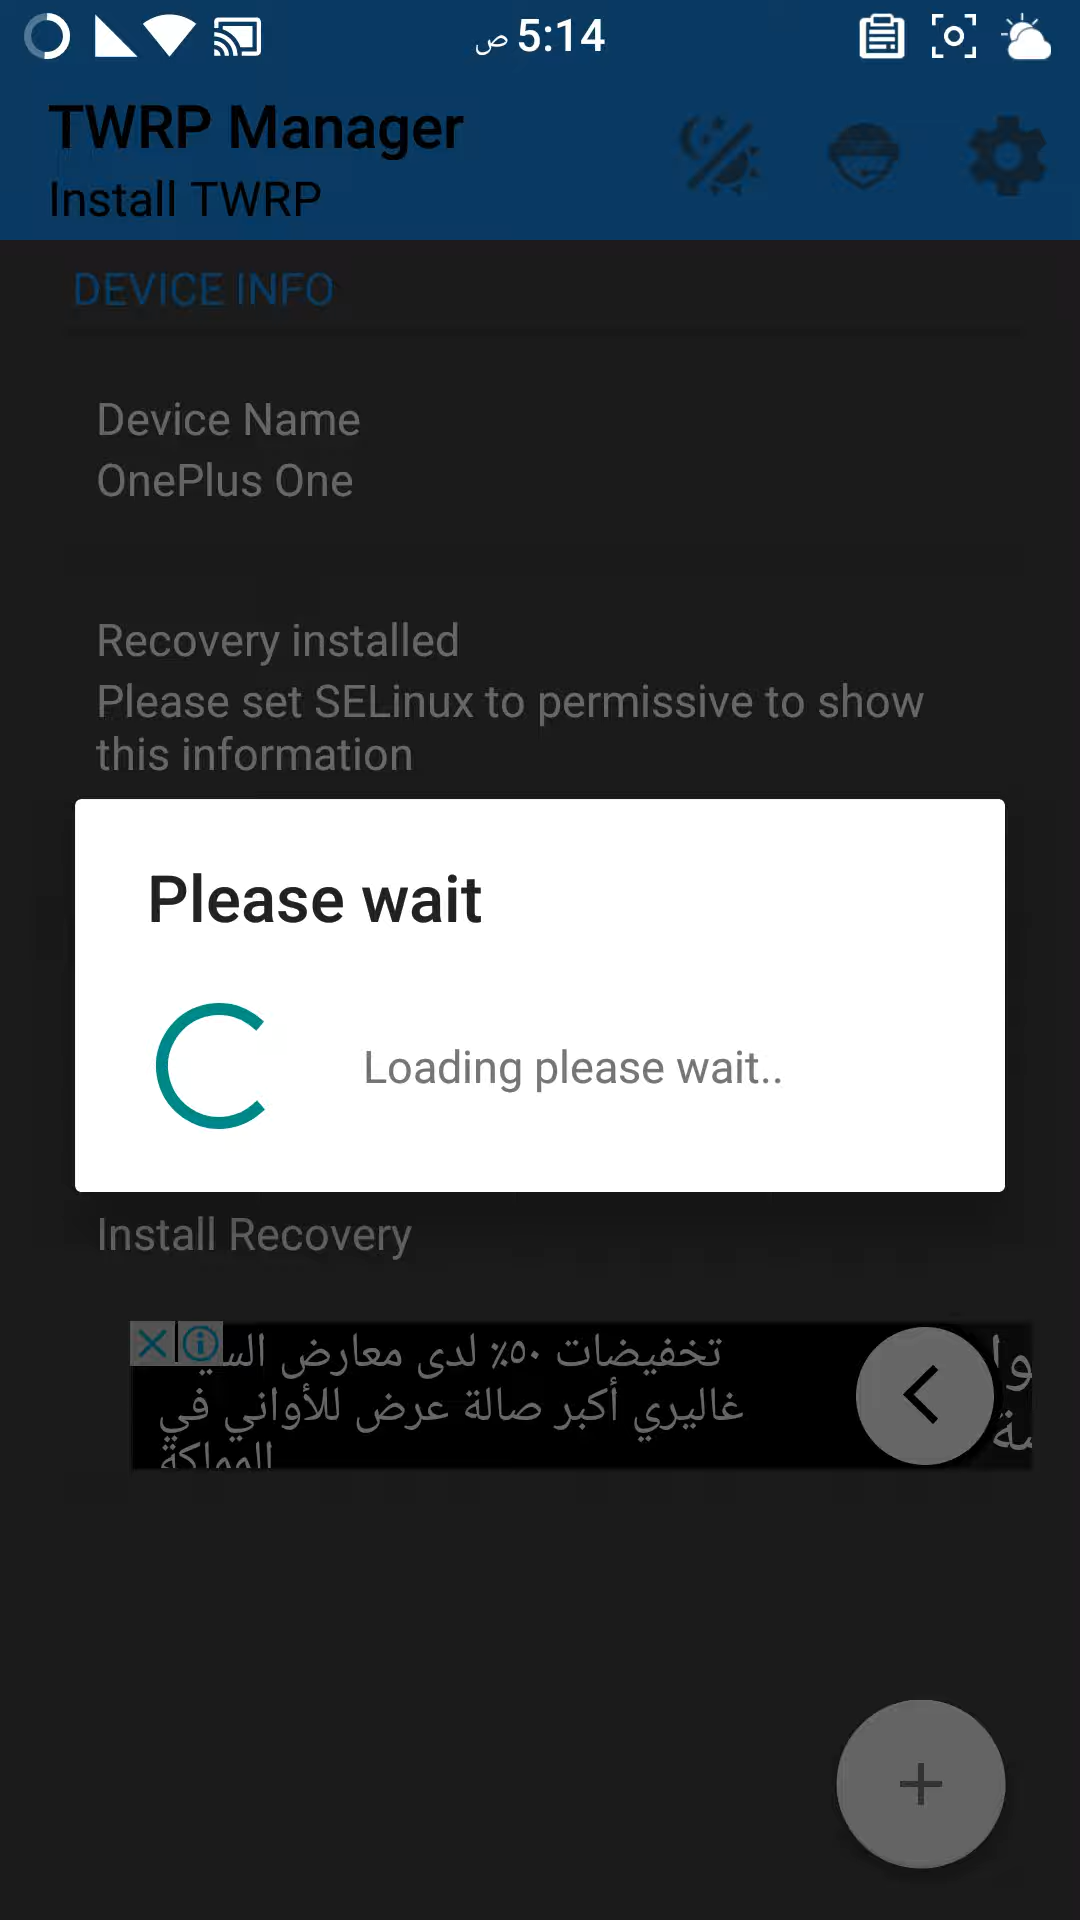 5:14 ص
TWRP Manager
Install TWRP
DEVICE INFO
Device Name
OnePlus One
Recovery installed
Please set SELinux to permissive to show
this information
Please wait
Loading please wait..
Install Recovery
تخفيضات ٥٠٪ لدى معارض
غاليري أكبر صالة عرض للأواني في
المملكة